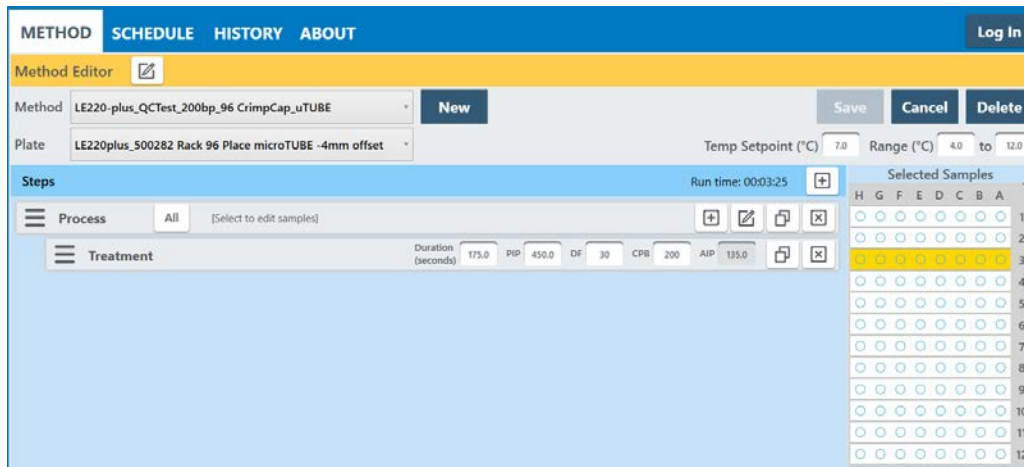 METHOD SCHEDULE HISTORY ABOUT Log In
Method Editor
Method LE220-plus_QCTest_200bp_96 CrimpCap_uTUBE New Save Cancel Delete
Plate LE220plus_500282 Rack 96 Place microTUBE -4mm offset Temp Setpoint (°C) 7.0 Range (°C) 4.0 to 12.0
Steps Run time: 00:03:25 Selected Samples
H G F E D C B A
Process All [Select to edit samples]
Treatment Duration (seconds) 175.0 PIP 450.0 DF 30 CPB 200 AIP 135.0
1
2
3
4
5
6
7
8
9
10
11
12